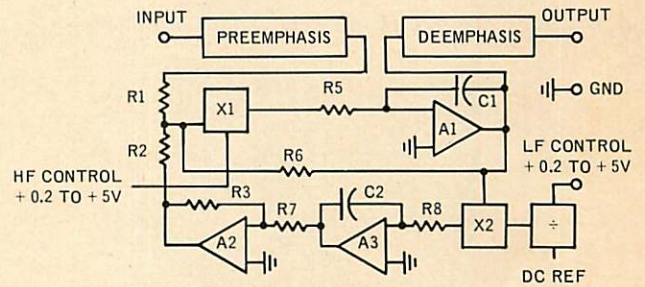 INPUT
OUTPUT
PREEMPHASIS
DEEMPHASIS
R1
X1
R5
C1
GND
R2
A1
LF CONTROL
+ 0.2 TO + 5V
R6
HF CONTROL
+ 0.2 TO + 5V
R3
C2
R7
R8
X2
÷
A2
A3
DC REF